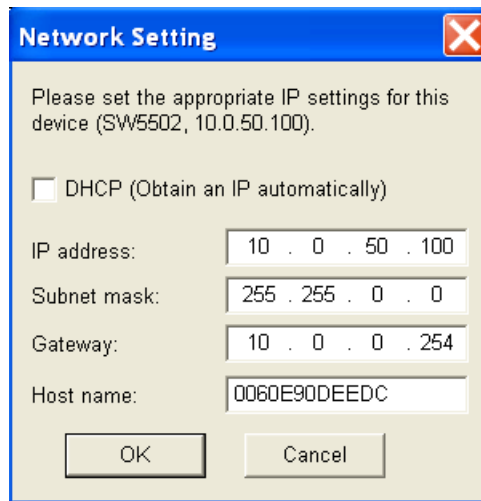 Network Setting
Please set the appropriate IP settings for this
device (SW5502, 10.0.50.100).
DHCP (Obtain an IP automatically)
IP address: 10 . 0 . 50 . 100
Subnet mask: 255 . 255 . 0 . 0
Gateway: 10 . 0 . 0 . 254
Host name: 0060E90DEEDC
OK Cancel